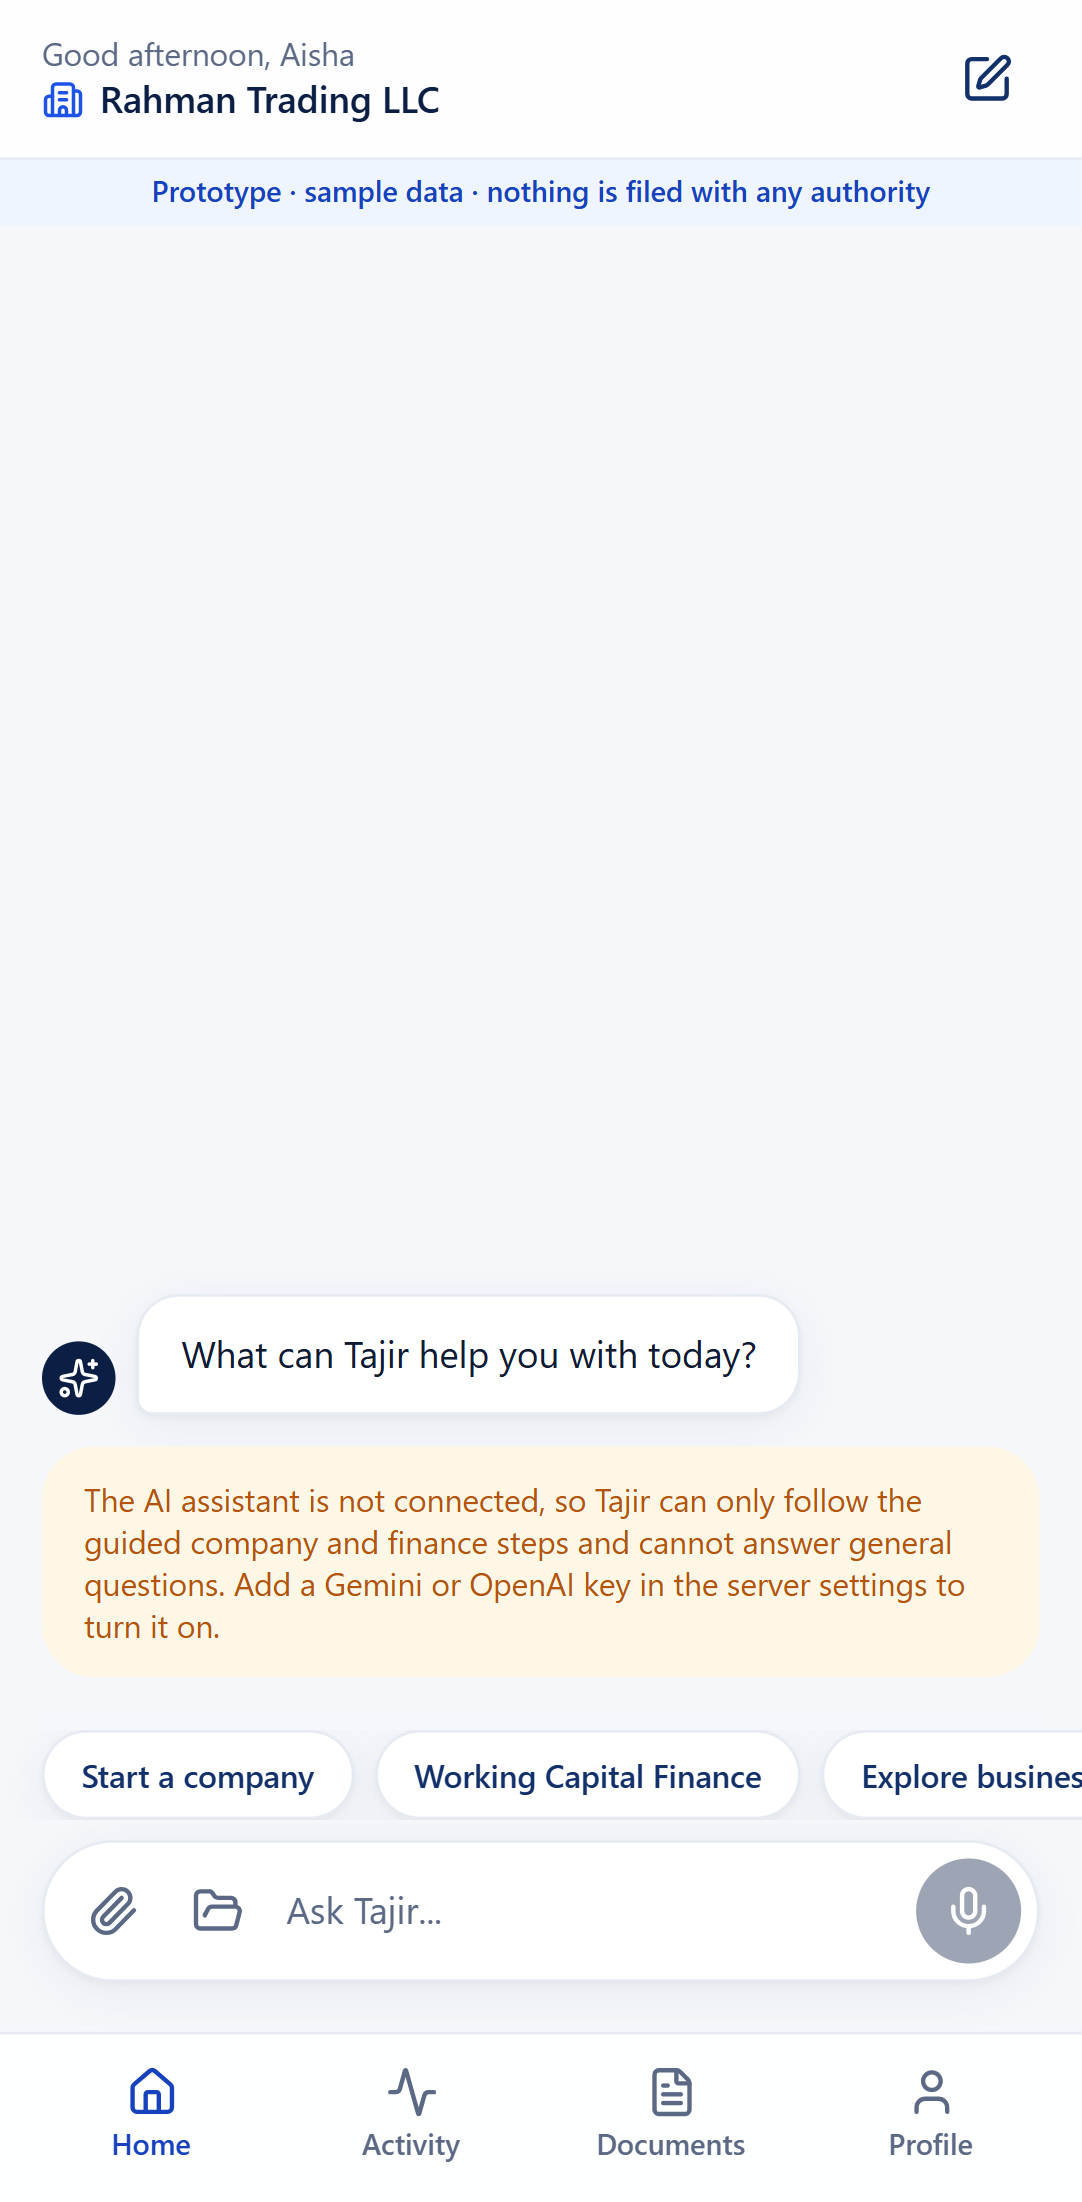 Good afternoon, Aisha
Rahman Trading LLC
Prototype · sample data · nothing is filed with any authority
What can Tajir help you with today?
The AI assistant is not connected, so Tajir can only follow the
guided company and finance steps and cannot answer general
questions. Add a Gemini or OpenAI key in the server settings to
turn it on.
Start a company
Working Capital Finance
Explore busines
Ask Tajir...
Home
Activity
Documents
Profile